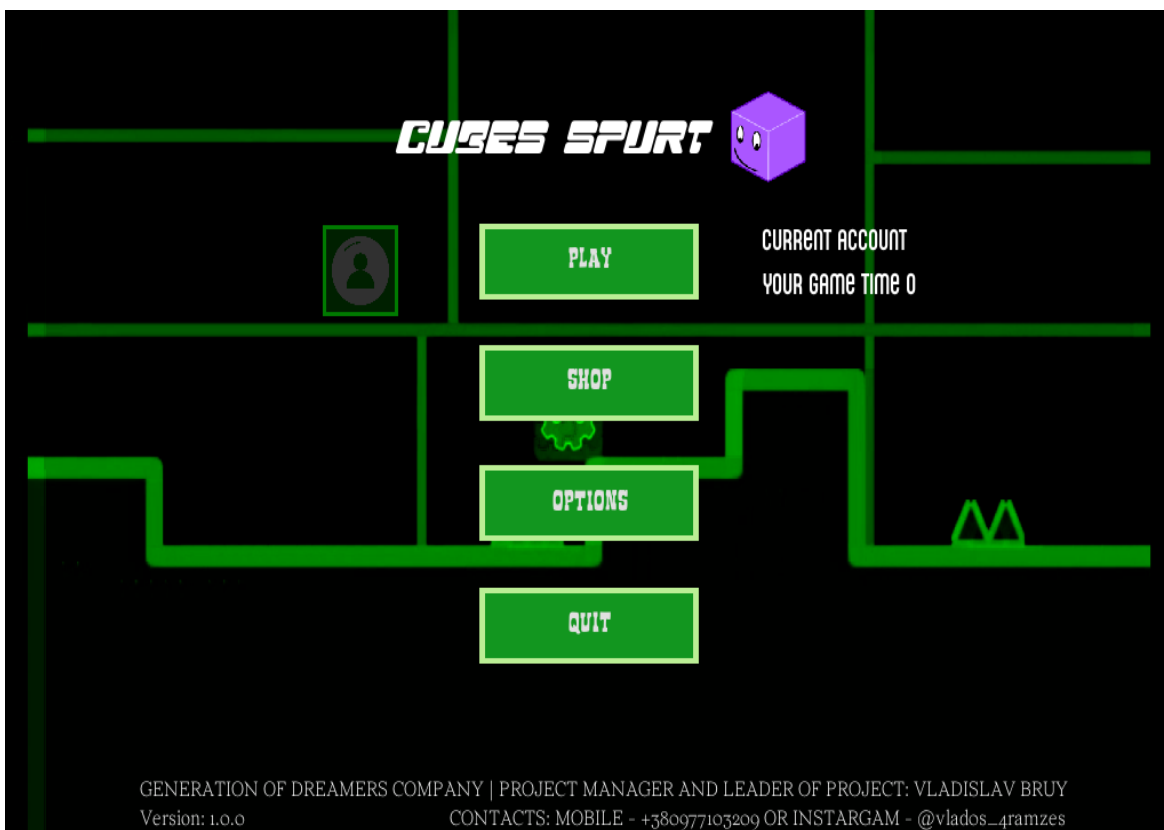 CUBES SPURT
PLAY
CURRENT ACCOUNT
YOUR GAME TIME 0
SHOP
OPTIONS
QUIT
GENERATION OF DREAMERS COMPANY | PROJECT MANAGER AND LEADER OF PROJECT: VLADISLAV BRUY
Version: 1.0.0
CONTACTS: MOBILE - +380977103209 OR INSTARGAM - @vlados_4ramzes